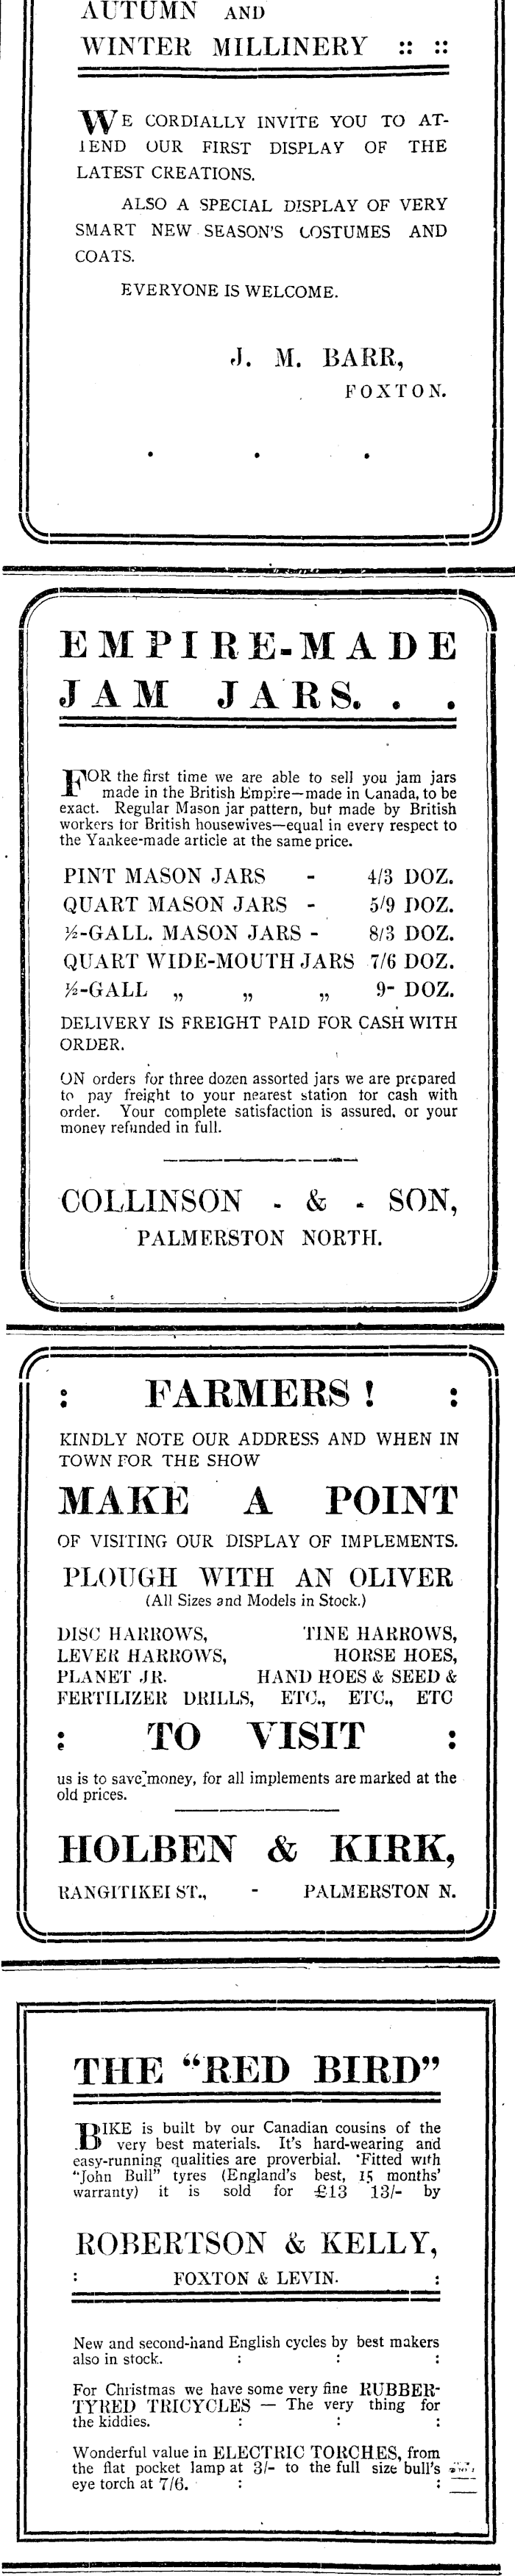 AUTUMN AND
WINTER MILLINERY :: ::
WE CORDIALLY INVITE YOU TO AT-
TEND OUR FIRST DISPLAY OF THE
LATEST CREATIONS.
ALSO A SPECIAL DISPLAY OF VERY
SMART NEW SEASON'S COSTUMES AND
COATS.
EVERYONE IS WELCOME.
J. M. BARR,
FOXTON.
EMPIRE-MADE
JAM JARS. . .
FOR the first time we are able to sell you jam jars
made in the British Empire—made in Canada, to be
exact. Regular Mason jar pattern, but made by British
workers for British housewives—equal in every respect to
the Yankee-made article at the same price.
PINT MASON JARS - 4/3 DOZ.
QUART MASON JARS - 5/9 DOZ.
½-GALL. MASON JARS - 8/3 DOZ.
QUART WIDE-MOUTH JARS 7/6 DOZ.
½-GALL „ „ „ 9- DOZ.
DELIVERY IS FREIGHT PAID FOR CASH WITH
ORDER.
ON orders for three dozen assorted jars we are prepared
to pay freight to your nearest station for cash with
order. Your complete satisfaction is assured, or your
money refunded in full.
COLLINSON - & - SON,
PALMERSTON NORTH.
: FARMERS! :
KINDLY NOTE OUR ADDRESS AND WHEN IN
TOWN FOR THE SHOW
MAKE A POINT
OF VISITING OUR DISPLAY OF IMPLEMENTS.
PLOUGH WITH AN OLIVER
(All Sizes and Models in Stock.)
DISC HARROWS, TINE HARROWS,
LEVER HARROWS, HORSE HOES,
PLANET JR. HAND HOES & SEED &
FERTILIZER DRILLS, ETC., ETC., ETC
: TO VISIT :
us is to save money, for all implements are marked at the
old prices.
HOLBEN & KIRK,
RANGITIKEI ST., - PALMERSTON N.
THE "RED BIRD"
BIKE is built by our Canadian cousins of the
very best materials. It's hard-wearing and
easy-running qualities are proverbial. Fitted with
"John Bull" tyres (England's best, 15 months'
warranty) it is sold for £13 13/- by
ROBERTSON & KELLY,
: FOXTON & LEVIN. :
New and second-hand English cycles by best makers
also in stock. : : :
For Christmas we have some very fine RUBBER-
TYRED TRICYCLES — The very thing for
the kiddies. : : :
Wonderful value in ELECTRIC TORCHES, from
the flat pocket lamp at 3/- to the full size bull's
eye torch at 7/6. : :